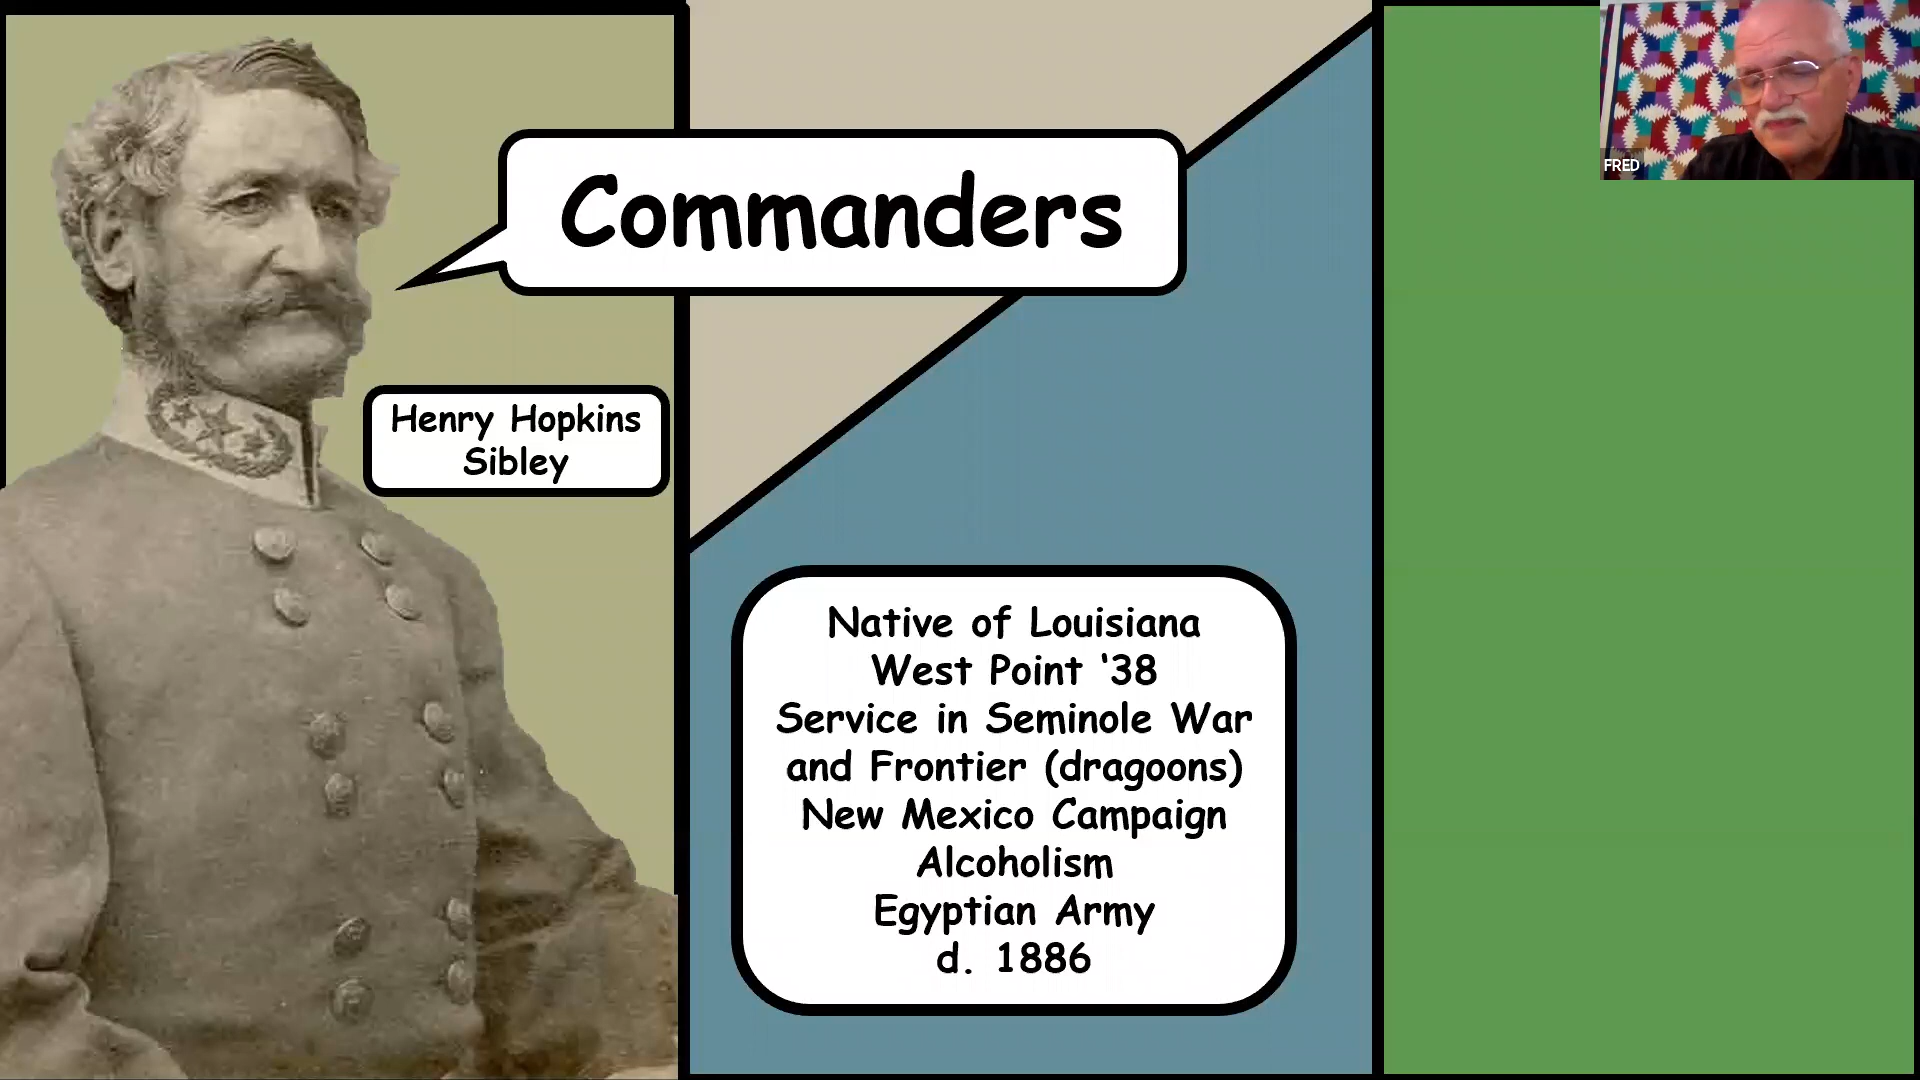 FRED
Commanders
Henry Hopkins
Sibley
Native of Louisiana
West Point ‘38
Service in Seminole War
and Frontier (dragoons)
New Mexico Campaign
Alcoholism
Egyptian Army
d. 1886